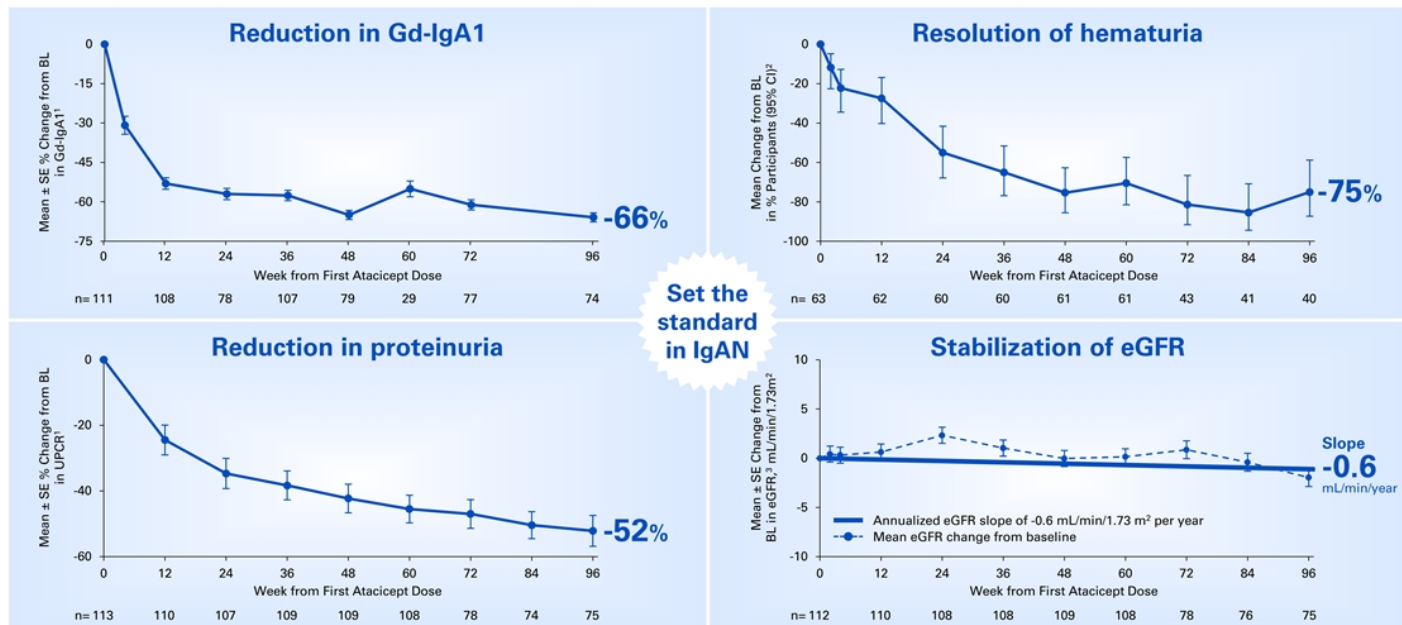 Reduction in Gd-IgA1
Mean ± SE % Change from BL
in Gd-IgA1¹
0
-15
-30
-45
-60
-75
-66%
0 12 24 36 48 60 72 96
Week from First Atacicept Dose
n= 111 108 78 107 79 29 77 74
Resolution of hematuria
Mean Change from BL
in % Participants (95% CI)²
0
-20
-40
-60
-80
-100
-75%
0 12 24 36 48 60 72 84 96
Week from First Atacicept Dose
n= 63 62 60 60 61 61 43 41 40
Set the
standard
in IgAN
Reduction in proteinuria
Mean ± SE % Change from BL
in UPCR¹
0
-20
-40
-60
-52%
0 12 24 36 48 60 72 84 96
Week from First Atacicept Dose
n= 113 110 107 109 109 108 78 74 75
Stabilization of eGFR
Mean ± SE Change from
BL in eGFR,³ mL/min/1.73m²
10
5
0
-5
-10
Slope
-0.6
mL/min/year
Annualized eGFR slope of -0.6 mL/min/1.73 m² per year
Mean eGFR change from baseline
0 12 24 36 48 60 72 84 96
Week from First Atacicept Dose
n= 112 110 108 108 109 108 78 76 75